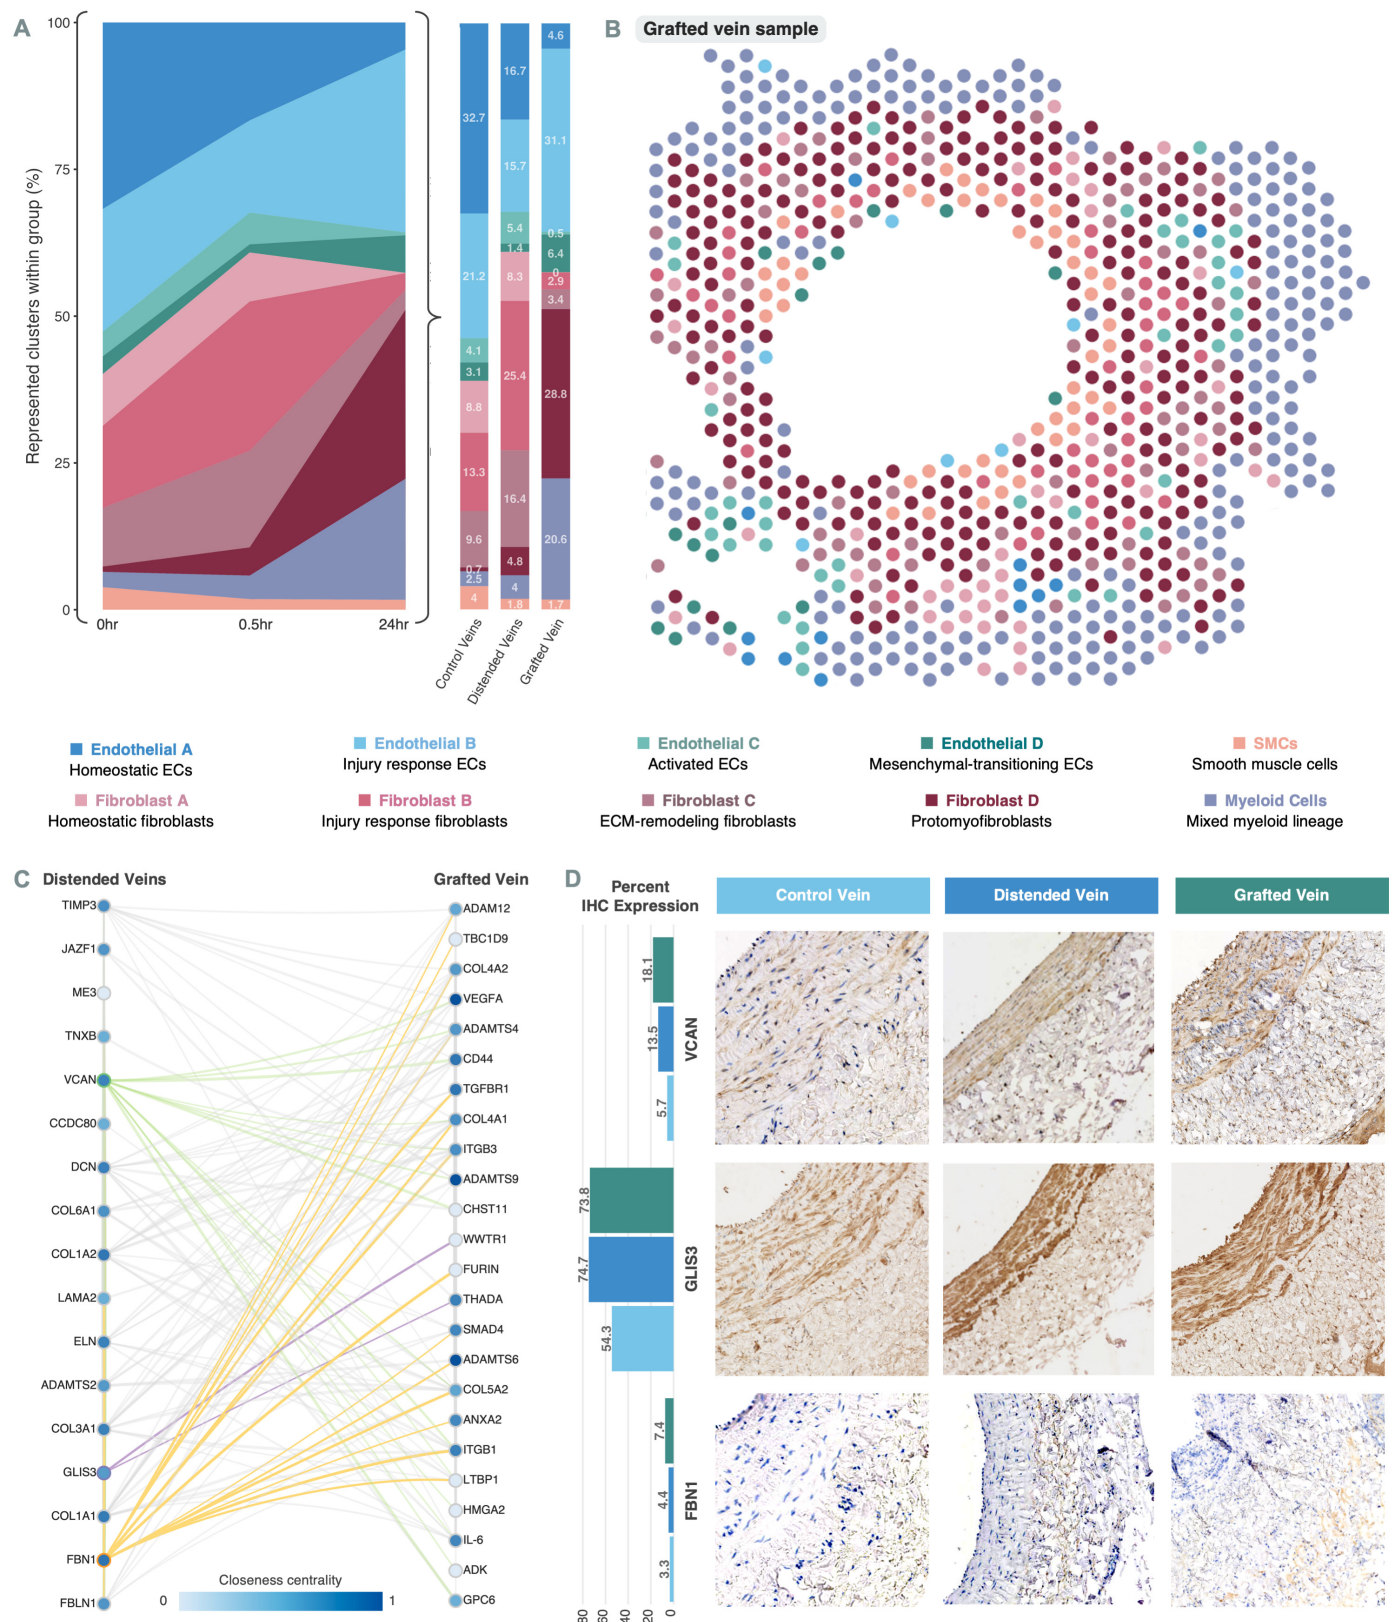 A
B
Grafted vein sample
Represented clusters within group (%)
100
75
50
25
0
0hr
0.5hr
24hr
32.7
21.2
4.1
3.1
8.8
13.3
9.6
0.7
2.5
4
16.7
15.7
5.4
1.4
8.3
25.4
16.4
4.8
4
1.8
4.6
31.1
0.5
6.4
0
2.9
3.4
28.8
20.6
1.7
Control Veins
Distended Veins
Grafted Vein
Endothelial A
Homeostatic ECs
Endothelial B
Injury response ECs
Endothelial C
Activated ECs
Endothelial D
Mesenchymal-transitioning ECs
SMCs
Smooth muscle cells
Fibroblast A
Homeostatic fibroblasts
Fibroblast B
Injury response fibroblasts
Fibroblast C
ECM-remodeling fibroblasts
Fibroblast D
Protomyofibroblasts
Myeloid Cells
Mixed myeloid lineage
C
Distended Veins
Grafted Vein
TIMP3
JAZF1
ME3
TNXB
VCAN
CCDC80
DCN
COL6A1
COL1A2
LAMA2
ELN
ADAMTS2
COL3A1
GLIS3
COL1A1
FBN1
FBLN1
ADAM12
TBC1D9
COL4A2
VEGFA
ADAMTS4
CD44
TGFBR1
COL4A1
ITGB3
ADAMTS9
CHST11
WWTR1
FURIN
THADA
SMAD4
ADAMTS6
COL5A2
ANXA2
ITGB1
LTBP1
HMGA2
IL-6
ADK
GPC6
Closeness centrality
0
1
D
Percent
IHC Expression
Control Vein
Distended Vein
Grafted Vein
18.1
13.5
5.7
VCAN
73.8
74.7
54.3
GLIS3
7.4
4.4
3.3
FBN1
80
60
40
20
0